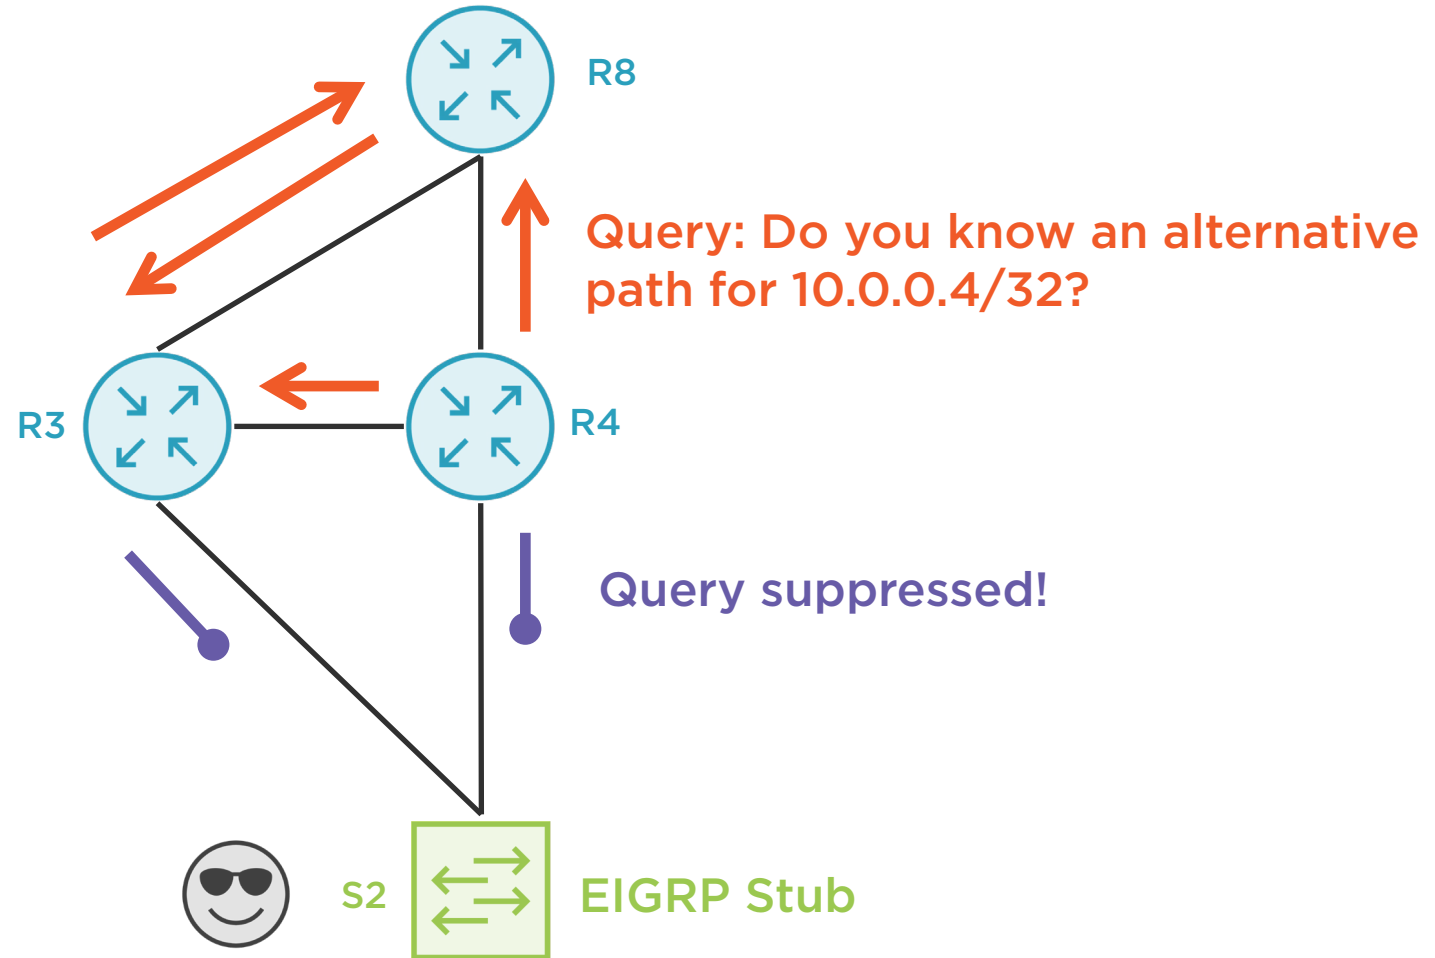 R8
Query: Do you know an alternative
path for 10.0.0.4/32?
R3
R4
Query suppressed!
S2
EIGRP Stub